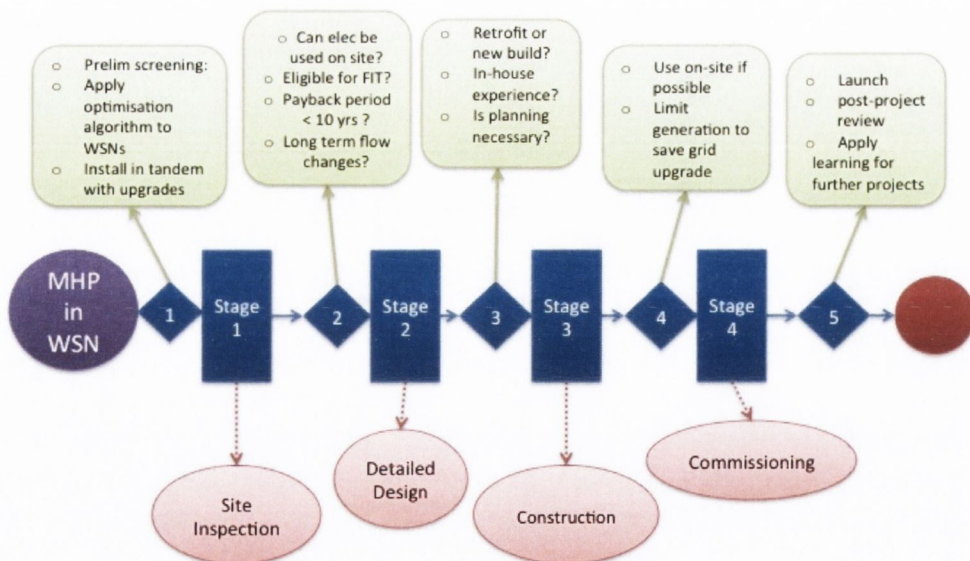 ○ Prelim screening:
○ Apply
optimisation
algorithm to
WSNs
○ Install in tandem
with upgrades
○ Can elec be
used on site?
○ Eligible for FIT?
○ Payback period
< 10 yrs ?
○ Long term flow
changes?
○ Retrofit or
new build?
○ In-house
experience?
○ Is planning
necessary?
○ Use on-site if
possible
○ Limit
generation to
save grid
upgrade
○ Launch
○ post-project
review
○ Apply
learning for
further projects
MHP
in
WSN
1
Stage
1
2
Stage
2
3
Stage
3
4
Stage
4
5
Site
Inspection
Detailed
Design
Construction
Commissioning